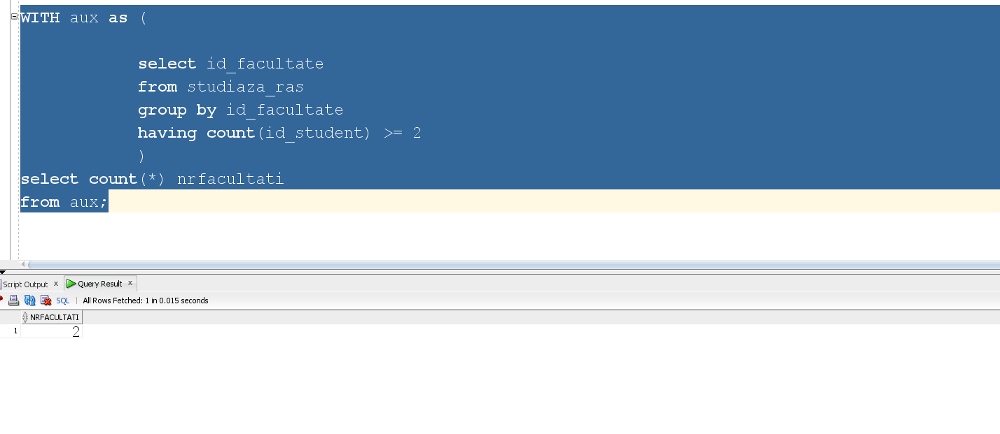 WITH aux as (
select id_facultate
from studiaza_ras
group by id_facultate
having count(id_student) >= 2
)
select count(*) nrfacultati
from aux;
Script Output x Query Result x
SQL | All Rows Fetched: 1 in 0.015 seconds
NRFACULTATI
1 2